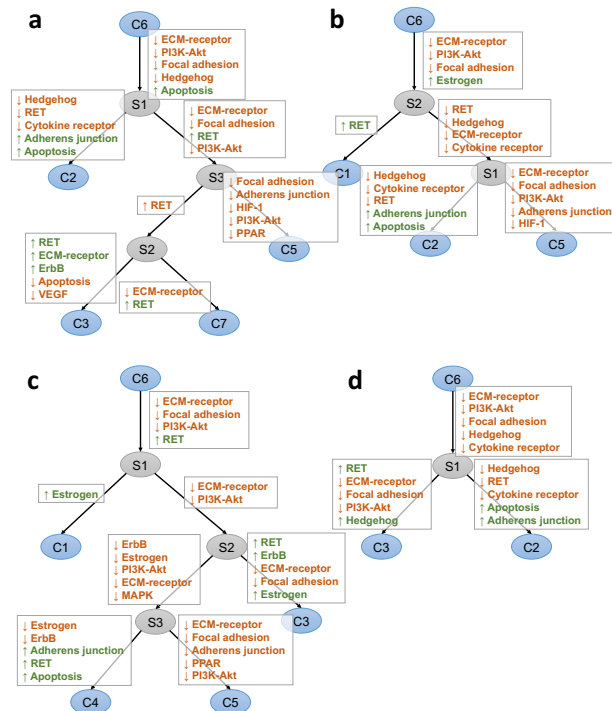 a
C6
↓ ECM-receptor
↓ PI3K-Akt
↓ Focal adhesion
↓ Hedgehog
↑ Apoptosis
S1
↓ Hedgehog
↓ RET
↓ Cytokine receptor
↑ Adherens junction
↑ Apoptosis
↓ ECM-receptor
↓ Focal adhesion
↑ RET
↓ PI3K-Akt
C2
S3
↑ RET
↓ Focal adhesion
↓ Adherens junction
↓ HIF-1
↓ PI3K-Akt
↓ PPAR
C5
S2
↑ RET
↑ ECM-receptor
↑ ErbB
↓ Apoptosis
↓ VEGF
↓ ECM-receptor
↑ RET
C3
C7
b
C6
↓ ECM-receptor
↓ PI3K-Akt
↓ Focal adhesion
↑ Estrogen
S2
↑ RET
↓ RET
↓ Hedgehog
↓ ECM-receptor
↓ Cytokine receptor
C1
S1
↓ Hedgehog
↓ Cytokine receptor
↓ RET
↑ Adherens junction
↑ Apoptosis
↓ ECM-receptor
↓ Focal adhesion
↓ PI3K-Akt
↓ Adherens junction
↓ HIF-1
C2
C5
c
C6
↓ ECM-receptor
↓ Focal adhesion
↓ PI3K-Akt
↑ RET
S1
↑ Estrogen
↓ ECM-receptor
↓ PI3K-Akt
C1
S2
↓ ErbB
↓ Estrogen
↓ PI3K-Akt
↓ ECM-receptor
↓ MAPK
↑ RET
↑ ErbB
↓ ECM-receptor
↓ Focal adhesion
↑ Estrogen
S3
C3
↓ Estrogen
↓ ErbB
↑ Adherens junction
↑ RET
↑ Apoptosis
↓ ECM-receptor
↓ Focal adhesion
↓ Adherens junction
↓ PPAR
↓ PI3K-Akt
C4
C5
d
C6
↓ ECM-receptor
↓ PI3K-Akt
↓ Focal adhesion
↓ Hedgehog
↓ Cytokine receptor
S1
↑ RET
↓ ECM-receptor
↓ Focal adhesion
↓ PI3K-Akt
↑ Hedgehog
↓ Hedgehog
↓ RET
↓ Cytokine receptor
↑ Apoptosis
↑ Adherens junction
C3
C2